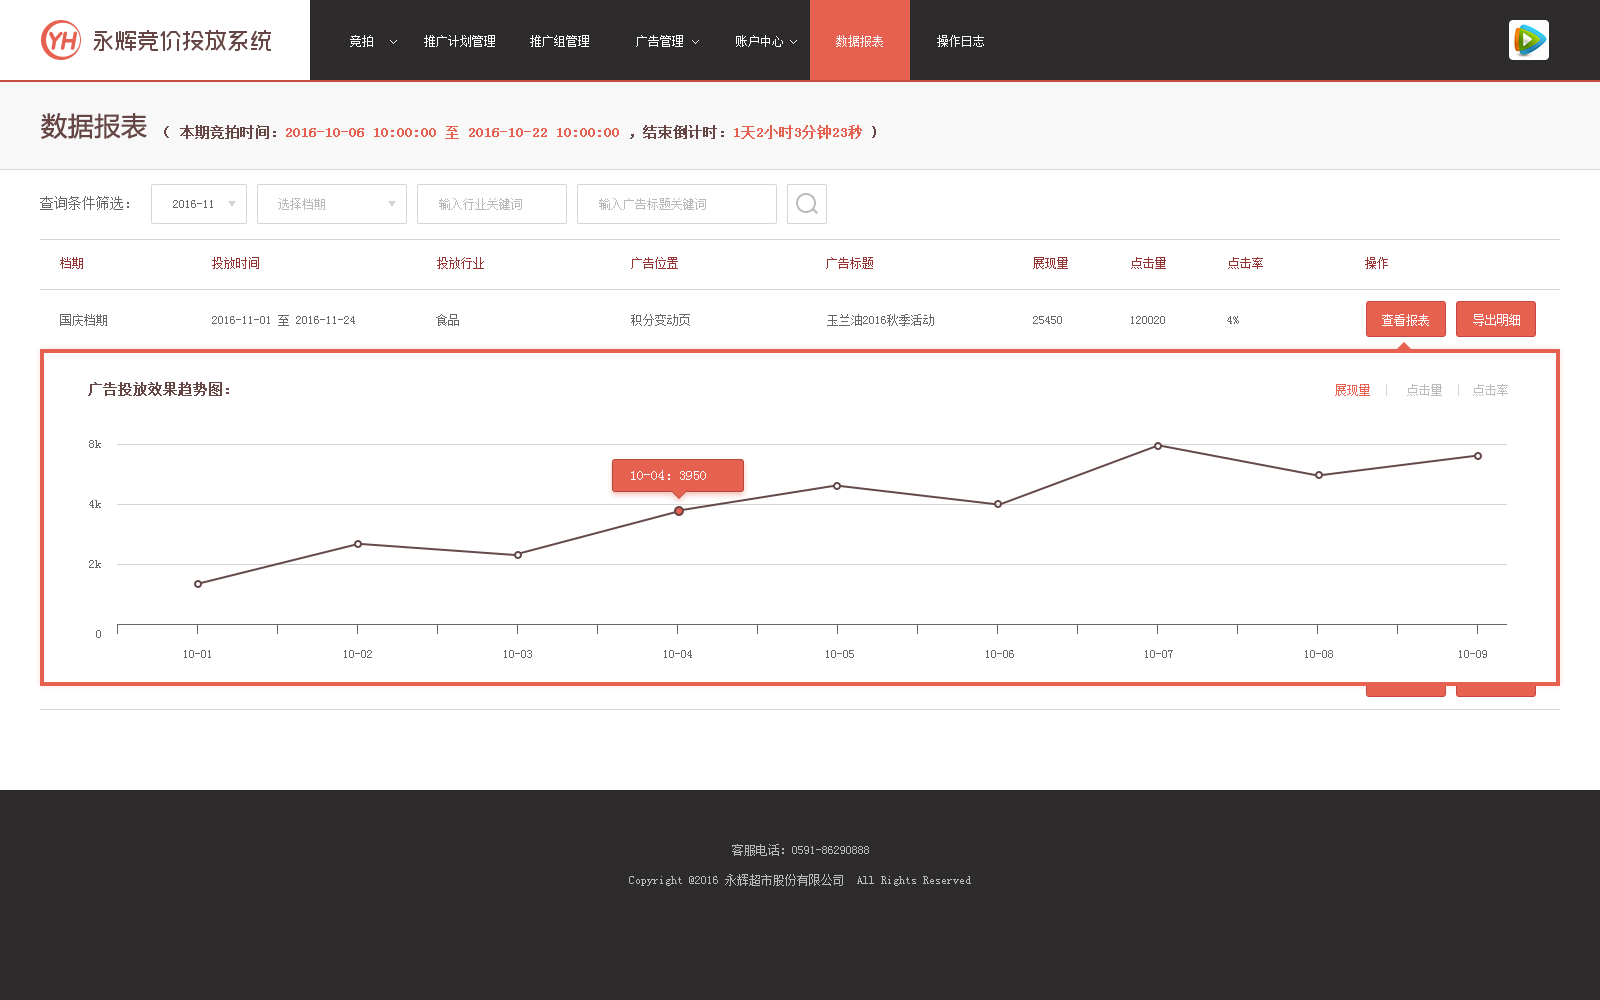 YH 永辉竞价投放系统 竞拍 推广计划管理 推广组管理 广告管理 账户中心 数据报表 操作日志
数据报表 （ 本期竞拍时间：2016-10-06 10:00:00 至 2016-10-22 10:00:00 ，结束倒计时：1天2小时3分钟23秒 ）
查询条件筛选： 2016-11 选择档期 输入行业关键词 输入广告标题关键词
档期 投放时间 投放行业 广告位置 广告标题 展现量 点击量 点击率 操作
国庆档期 2016-11-01 至 2016-11-24 食品 积分变动页 玉兰油2016秋季活动 25450 120020 4% 查看报表 导出明细
广告投放效果趋势图： 展现量 点击量 点击率
8k
10-04：3950
4k
2k
0
10-01 10-02 10-03 10-04 10-05 10-06 10-07 10-08 10-09
客服电话：0591-86290888
Copyright @2016 永辉超市股份有限公司 All Rights Reserved